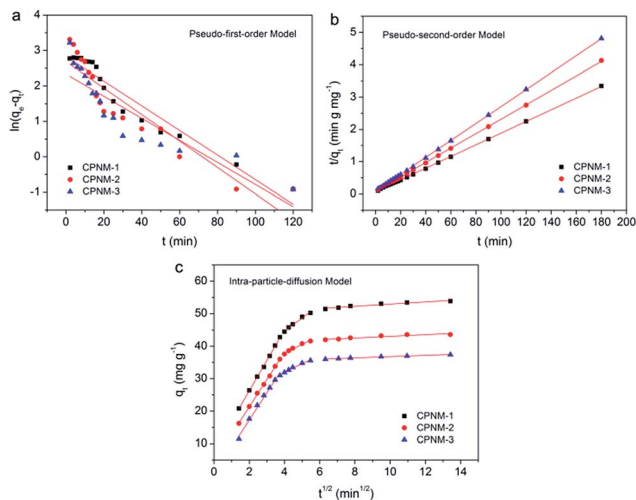 a
Pseudo-first-order Model
ln(qe-qt)
4
3
2
1
0
-1
CPNM-1
CPNM-2
CPNM-3
0 20 40 60 80 100 120
t (min)
b
Pseudo-second-order Model
t/qt (min g mg-1)
5
4
3
2
1
0
CPNM-1
CPNM-2
CPNM-3
0 20 40 60 80 100 120 140 160 180 200
t (min)
c
Intra-particle-diffusion Model
qt (mg g-1)
60
50
40
30
20
10
CPNM-1
CPNM-2
CPNM-3
0 2 4 6 8 10 12 14
t1/2 (min1/2)